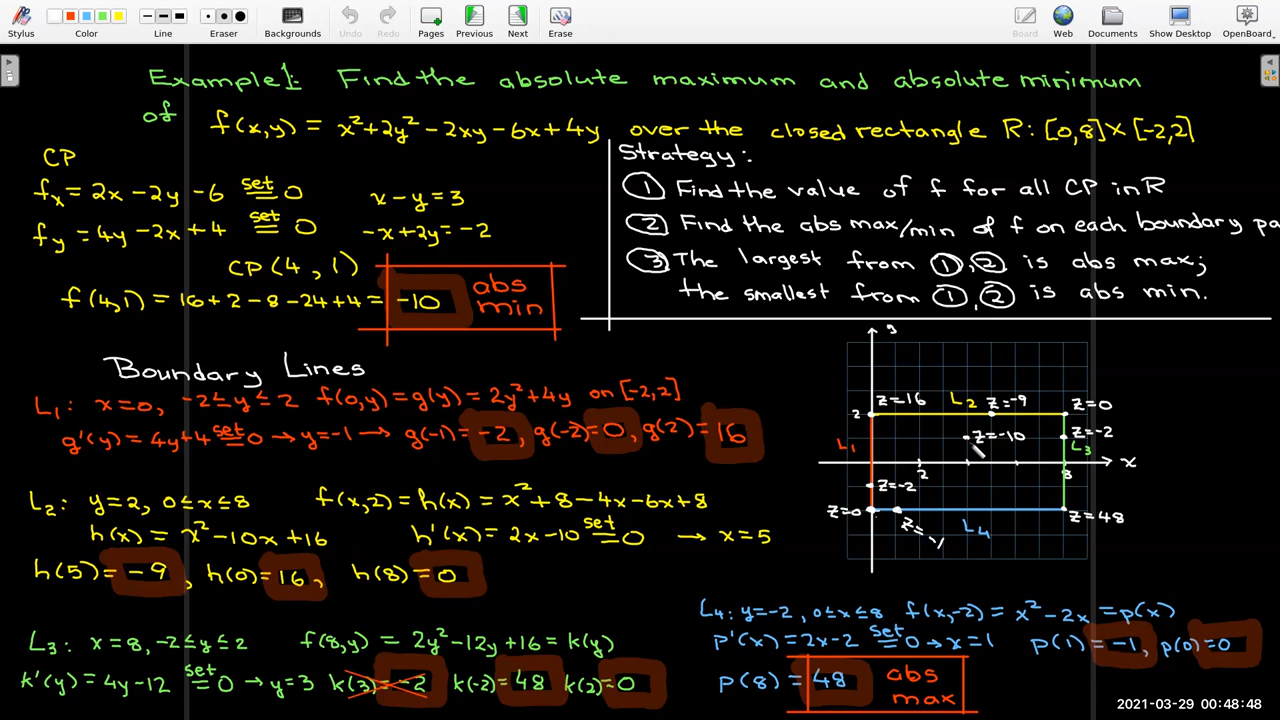 Stylus
Color
Line
Eraser
Backgrounds
Undo
Redo
Pages
Previous
Next
Erase
Board
Web
Documents
Show Desktop
OpenBoard
Example 1: Find the absolute maximum and absolute minimum
of f(x,y) = x²+2y²-2xy-6x+4y over the closed rectangle R: [0,8]×[-2,2]
CP
fx = 2x-2y-6 set = 0 x-y=3
fy = 4y-2x+4 set = 0 -x+2y=-2
CP(4,1)
f(4,1) = 16+2-8-24+4 = -10 abs min
Strategy:
① Find the value of f for all CP in R
② Find the abs max/min of f on each boundary pa
③ The largest from ①,② is abs max;
the smallest from ①,② is abs min.
Boundary Lines
L1: x=0, -2≤y≤2 f(0,y)=g(y)=2y²+4y on [-2,2]
g'(y)=4y+4 set = 0 → y=-1 → g(-1)=-2, g(-2)=0, g(2)=16
L2: y=2, 0≤x≤8 f(x,2)=h(x)=x²+8-4x-6x+8
h(x)= x²-10x+16 h'(x)=2x-10 set = 0 → x=5
h(5)=-9, h(0)=16, h(8)=0
L3: x=8, -2≤y≤2 f(8,y) = 2y²-12y+16=k(y)
k'(y)=4y-12 set = 0 → y=3 k(3)=-2 k(-2)=48 k(2)=0
y
z=16 L2 z=-9 z=0
2
z=-10 z=-2
L1 L3
x
2 8
z=-2
z=0 z=-1 L4 z=48
L4: y=-2, 0≤x≤8 f(x,-2)=x²-2x=p(x)
p'(x)=2x-2 set = 0 → x=1 p(1)=-1, p(0)=0
p(8)=48 abs max
2021-03-29 00:48:48